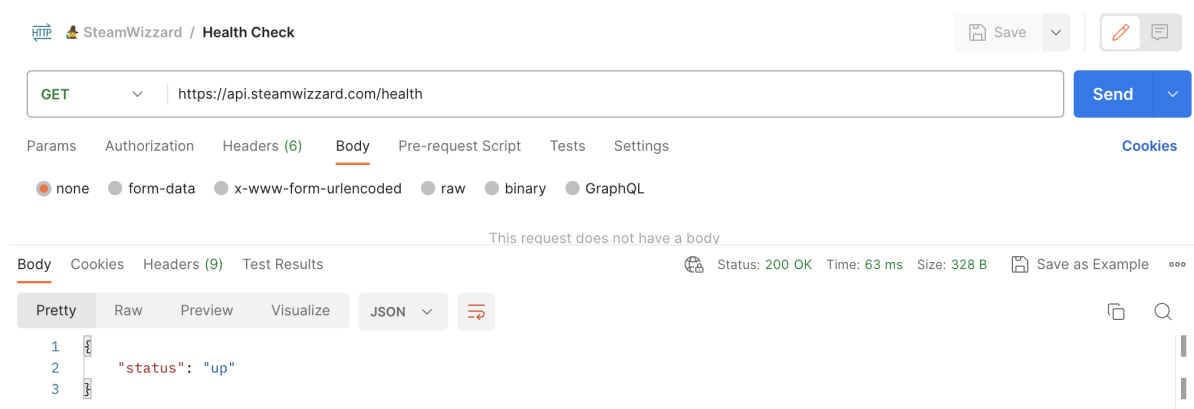 HTTP SteamWizzard / Health Check Save
GET https://api.steamwizzard.com/health Send
Params Authorization Headers (6) Body Pre-request Script Tests Settings Cookies
none form-data x-www-form-urlencoded raw binary GraphQL
This request does not have a body
Body Cookies Headers (9) Test Results Status: 200 OK Time: 63 ms Size: 328 B Save as Example
Pretty Raw Preview Visualize JSON
1 {
2 "status": "up"
3 }